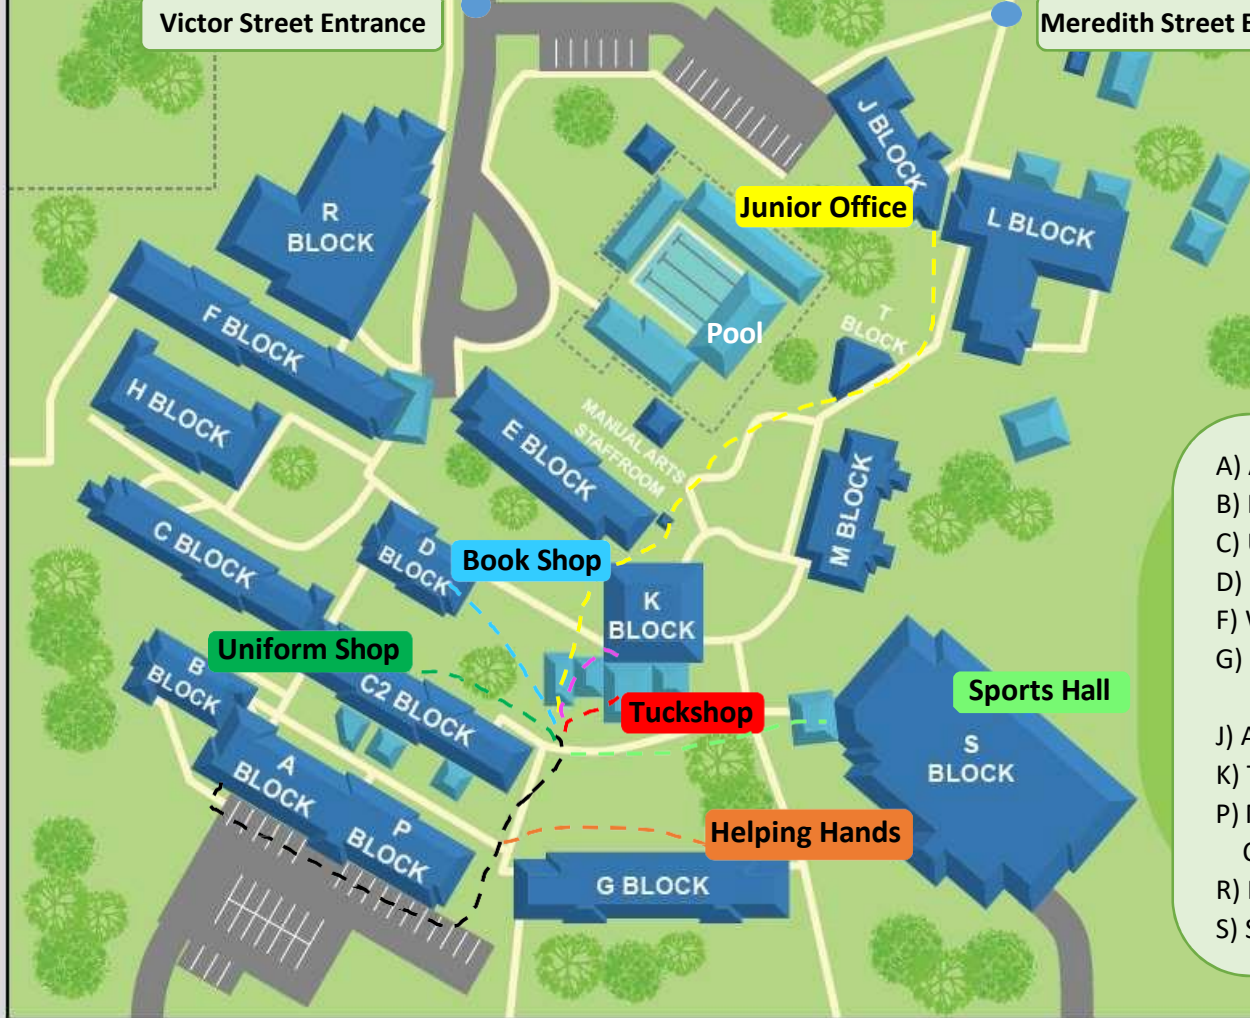 Victor Street Entrance
Meredith Street E
J BLOCK
R
BLOCK
Junior Office
L BLOCK
F BLOCK
T
BLOCK
Pool
H BLOCK
E BLOCK
MANUAL ARTS
STAFFROOM
M BLOCK
C BLOCK
D
BLOCK
Book Shop
K
BLOCK
Uniform Shop
B
BLOCK
C2 BLOCK
Tuckshop
Sports Hall
S
BLOCK
A
BLOCK
P
BLOCK
Helping Hands
G BLOCK
A)
B)
C)
D)
F)
G)
J) A
K)
P)
R)
S) S